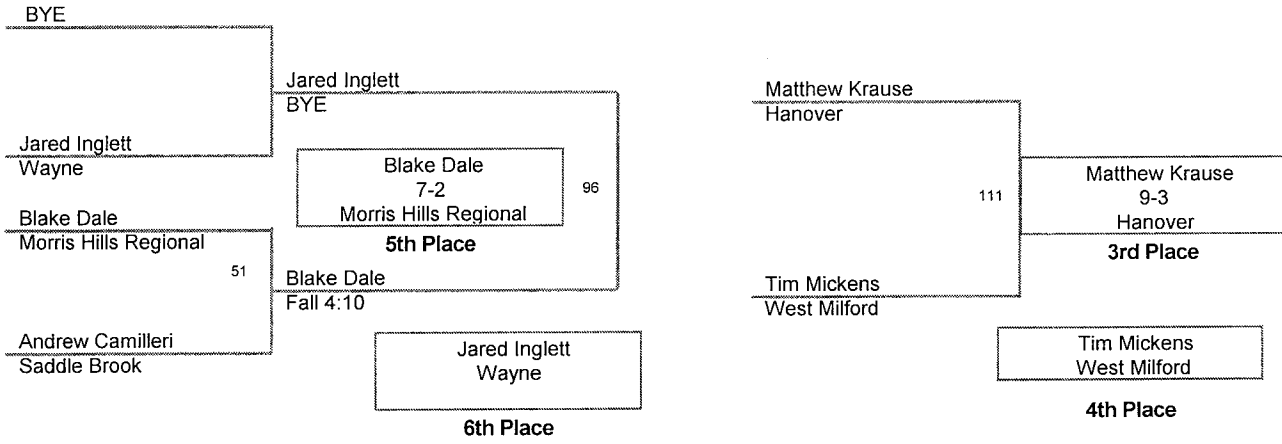 BYE
Jared Inglett
BYE
Jared Inglett
Wayne
Blake Dale
7-2
Morris Hills Regional
5th Place
96
Blake Dale
Morris Hills Regional
51
Blake Dale
Fall 4:10
Andrew Camilleri
Saddle Brook
Jared Inglett
Wayne
6th Place
Matthew Krause
Hanover
111
Matthew Krause
9-3
Hanover
3rd Place
Tim Mickens
West Milford
Tim Mickens
West Milford
4th Place